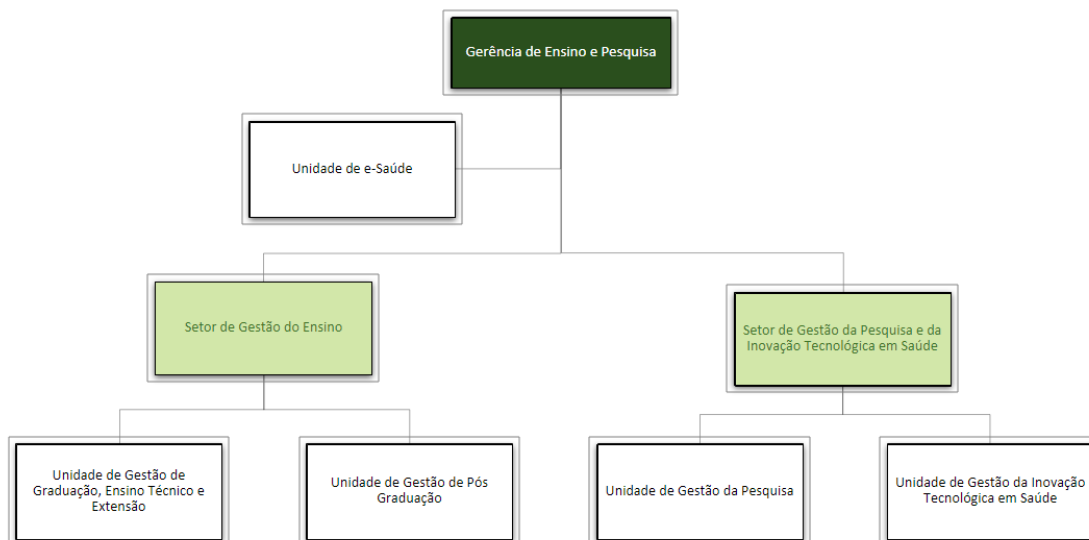 Gerência de Ensino e Pesquisa
Unidade de e-Saúde
Setor de Gestão do Ensino
Setor de Gestão da Pesquisa e da
Inovação Tecnológica em Saúde
Unidade de Gestão de
Graduação, Ensino Técnico e
Extensão
Unidade de Gestão de Pós
Graduação
Unidade de Gestão da Pesquisa
Unidade de Gestão da Inovação
Tecnológica em Saúde